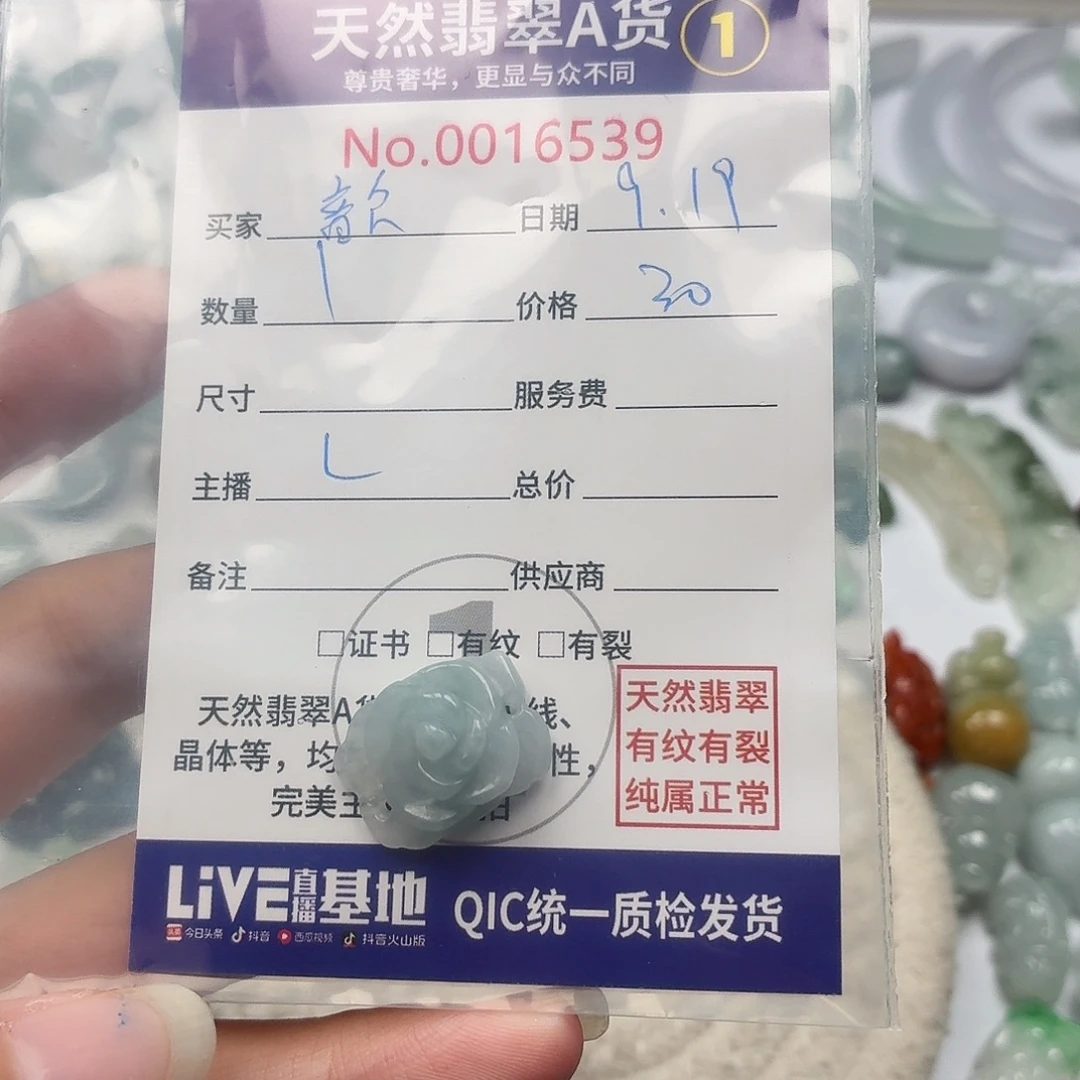 天然翡翠A货 1
尊贵奢华，更显与众不同
No.0016539
买家 歆 日期 9.19
数量 1 价格 20
尺寸 服务费
主播 L 总价
备注 供应商
1
□证书 □有纹 □有裂
天然翡翠A 线、
晶体等，均 性，
完美主 拍
天然翡翠
有纹有裂
纯属正常
LiVE直播基地 QIC统一质检发货
头条 今日头条 抖音 西瓜视频 抖音火山版